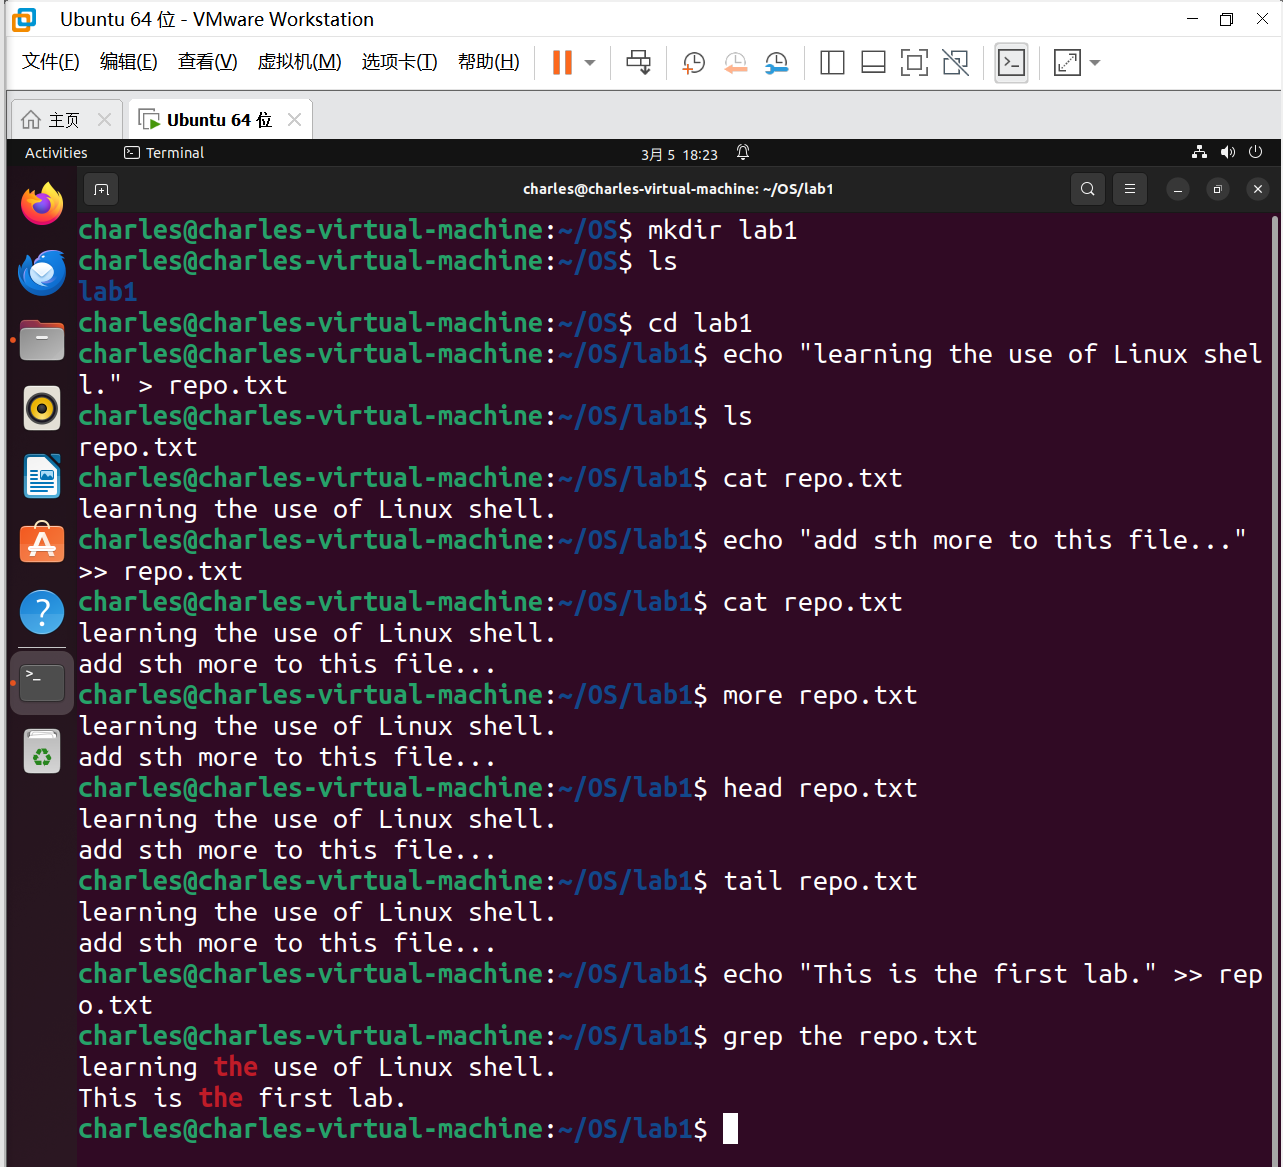 Ubuntu 64 位 - VMware Workstation
文件(F) 编辑(E) 查看(V) 虚拟机(M) 选项卡(T) 帮助(H)
主页 Ubuntu 64 位
Activities Terminal 3月 5 18:23
charles@charles-virtual-machine: ~/OS/lab1
charles@charles-virtual-machine:~/OS$ mkdir lab1
charles@charles-virtual-machine:~/OS$ ls
lab1
charles@charles-virtual-machine:~/OS$ cd lab1
charles@charles-virtual-machine:~/OS/lab1$ echo "learning the use of Linux shel
l." > repo.txt
charles@charles-virtual-machine:~/OS/lab1$ ls
repo.txt
charles@charles-virtual-machine:~/OS/lab1$ cat repo.txt
learning the use of Linux shell.
charles@charles-virtual-machine:~/OS/lab1$ echo "add sth more to this file..."
>> repo.txt
charles@charles-virtual-machine:~/OS/lab1$ cat repo.txt
learning the use of Linux shell.
add sth more to this file...
charles@charles-virtual-machine:~/OS/lab1$ more repo.txt
learning the use of Linux shell.
add sth more to this file...
charles@charles-virtual-machine:~/OS/lab1$ head repo.txt
learning the use of Linux shell.
add sth more to this file...
charles@charles-virtual-machine:~/OS/lab1$ tail repo.txt
learning the use of Linux shell.
add sth more to this file...
charles@charles-virtual-machine:~/OS/lab1$ echo "This is the first lab." >> rep
o.txt
charles@charles-virtual-machine:~/OS/lab1$ grep the repo.txt
learning the use of Linux shell.
This is the first lab.
charles@charles-virtual-machine:~/OS/lab1$